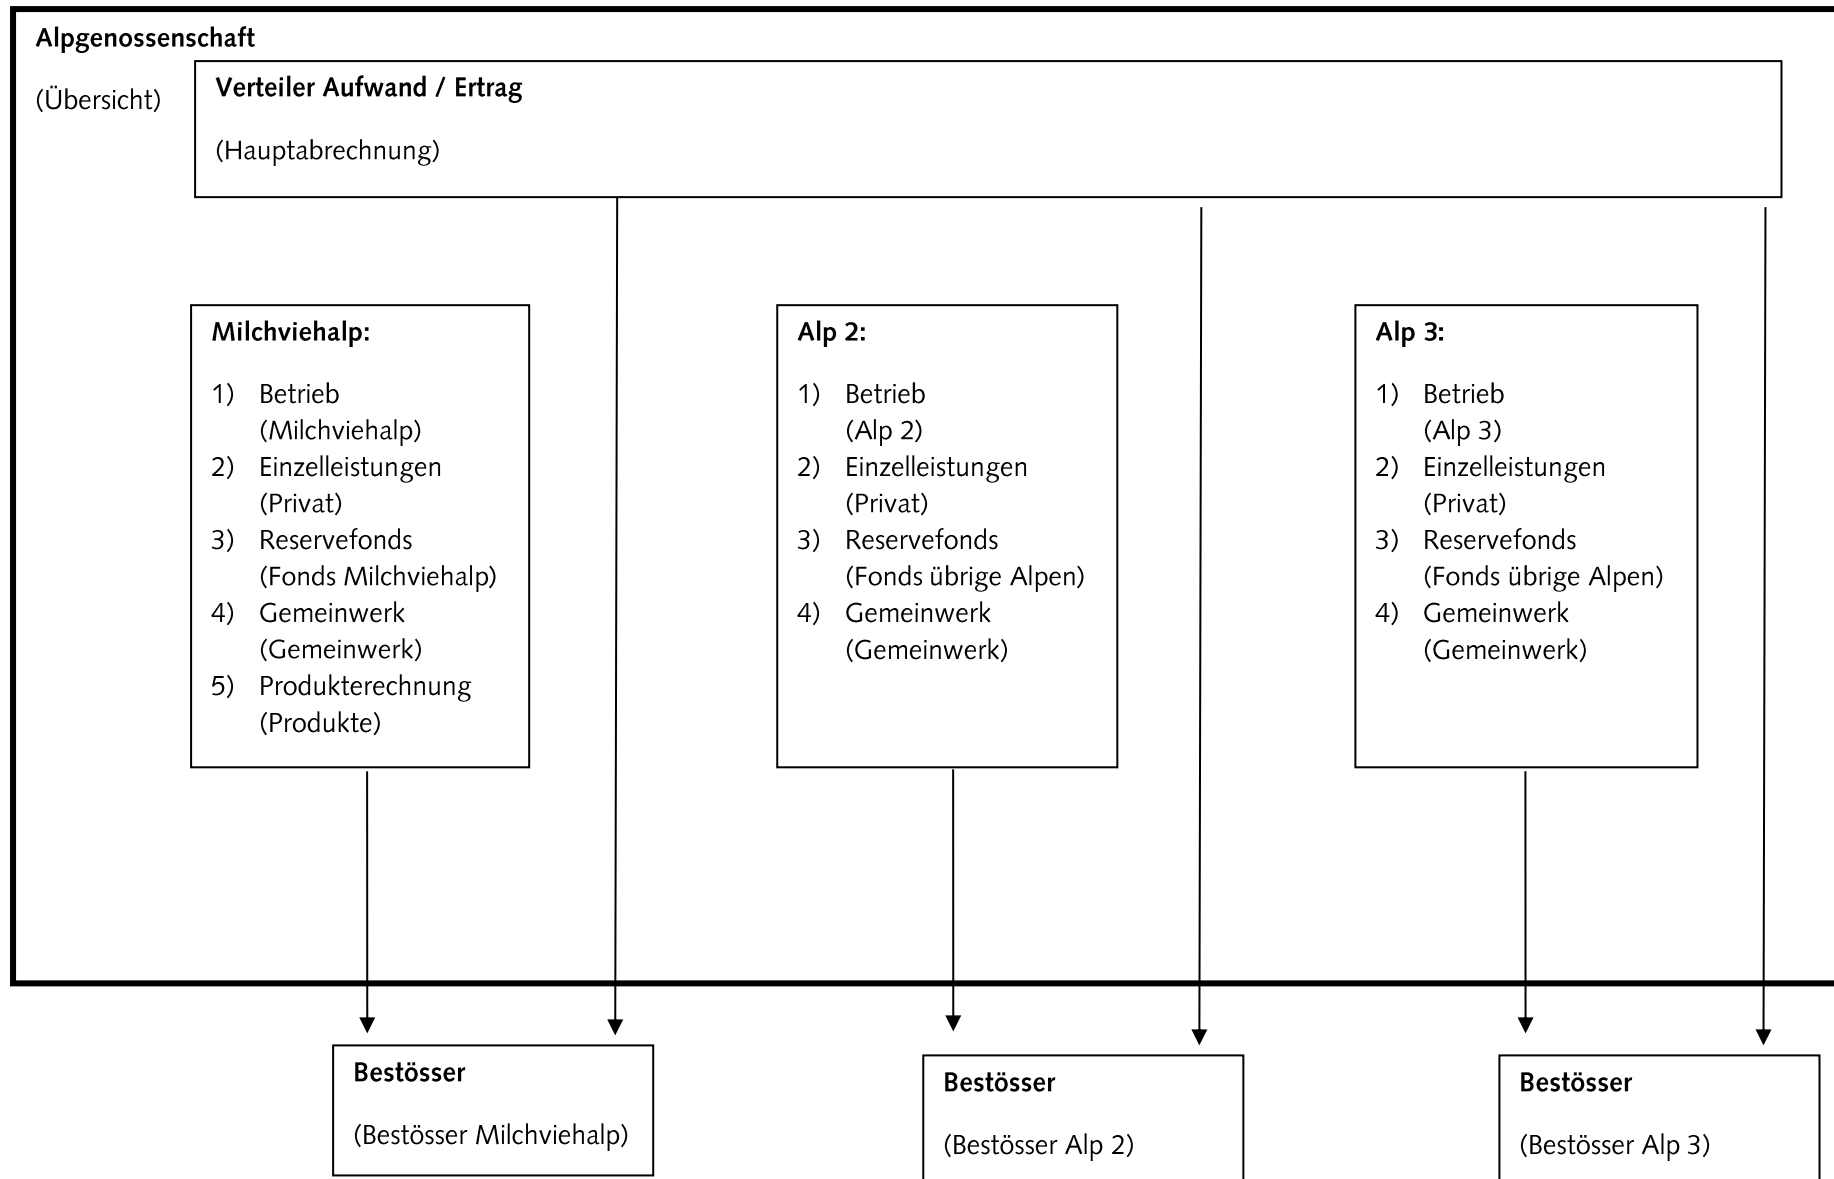 Alpgenossenschaft
(Übersicht)
Verteiler Aufwand / Ertrag
(Hauptabrechnung)
Milchviehalp:
1) Betrieb
(Milchviehalp)
2) Einzelleistungen
(Privat)
3) Reservefonds
(Fonds Milchviehalp)
4) Gemeinwerk
(Gemeinwerk)
5) Produkterechnung
(Produkte)
Alp 2:
1) Betrieb
(Alp 2)
2) Einzelleistungen
(Privat)
3) Reservefonds
(Fonds übrige Alpen)
4) Gemeinwerk
(Gemeinwerk)
Alp 3:
1) Betrieb
(Alp 3)
2) Einzelleistungen
(Privat)
3) Reservefonds
(Fonds übrige Alpen)
4) Gemeinwerk
(Gemeinwerk)
Bestösser
(Bestösser Milchviehalp)
Bestösser
(Bestösser Alp 2)
Bestösser
(Bestösser Alp 3)